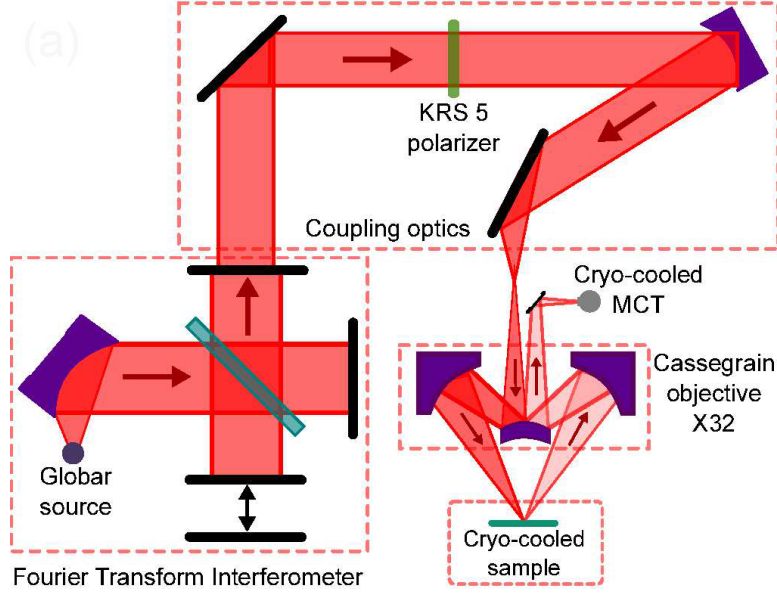 (a)
KRS 5
polarizer
Coupling optics
Cryo-cooled
MCT
Cassegrain
objective
X32
Globar
source
Cryo-cooled
sample
Fourier Transform Interferometer